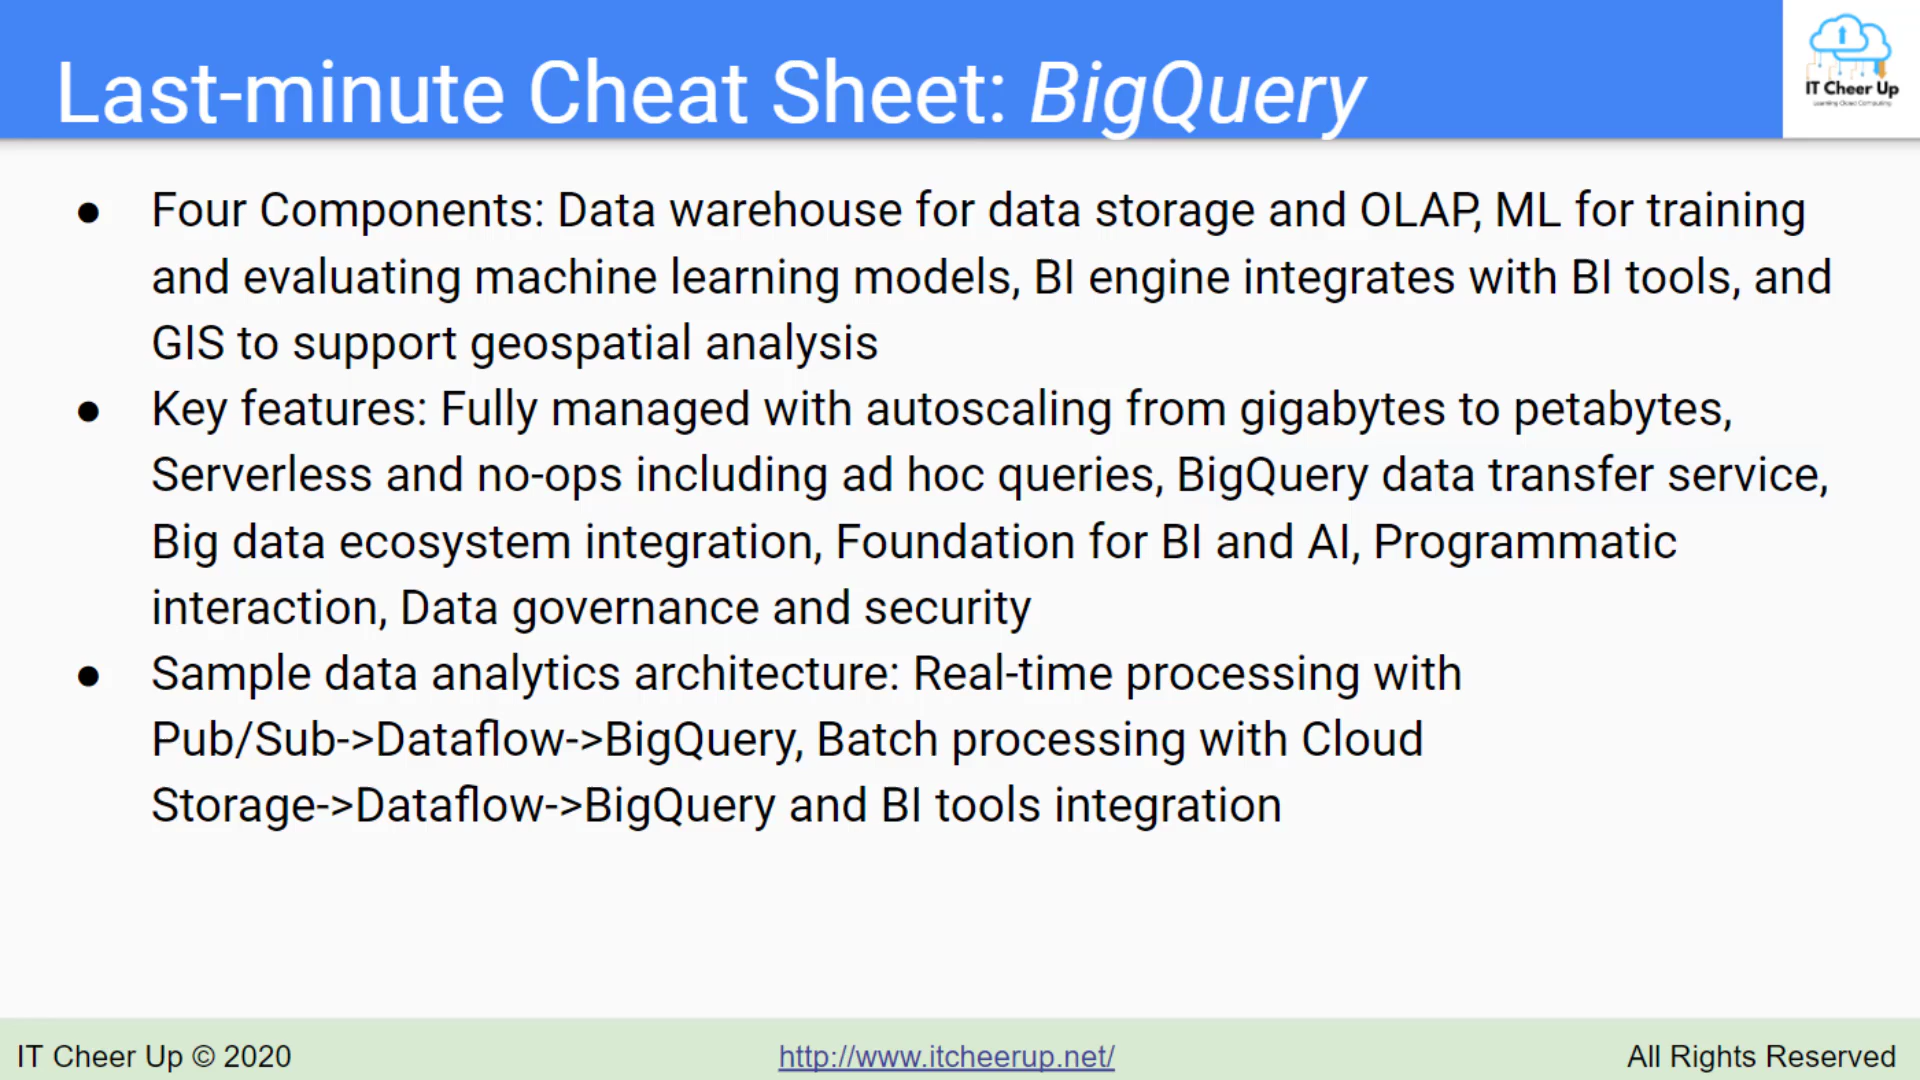 Last-minute Cheat Sheet: BigQuery
IT Cheer Up
Learning Cloud Computing
● Four Components: Data warehouse for data storage and OLAP, ML for training
and evaluating machine learning models, BI engine integrates with BI tools, and
GIS to support geospatial analysis
● Key features: Fully managed with autoscaling from gigabytes to petabytes,
Serverless and no-ops including ad hoc queries, BigQuery data transfer service,
Big data ecosystem integration, Foundation for BI and AI, Programmatic
interaction, Data governance and security
● Sample data analytics architecture: Real-time processing with
Pub/Sub->Dataflow->BigQuery, Batch processing with Cloud
Storage->Dataflow->BigQuery and BI tools integration
IT Cheer Up © 2020
http://www.itcheerup.net/
All Rights Reserved